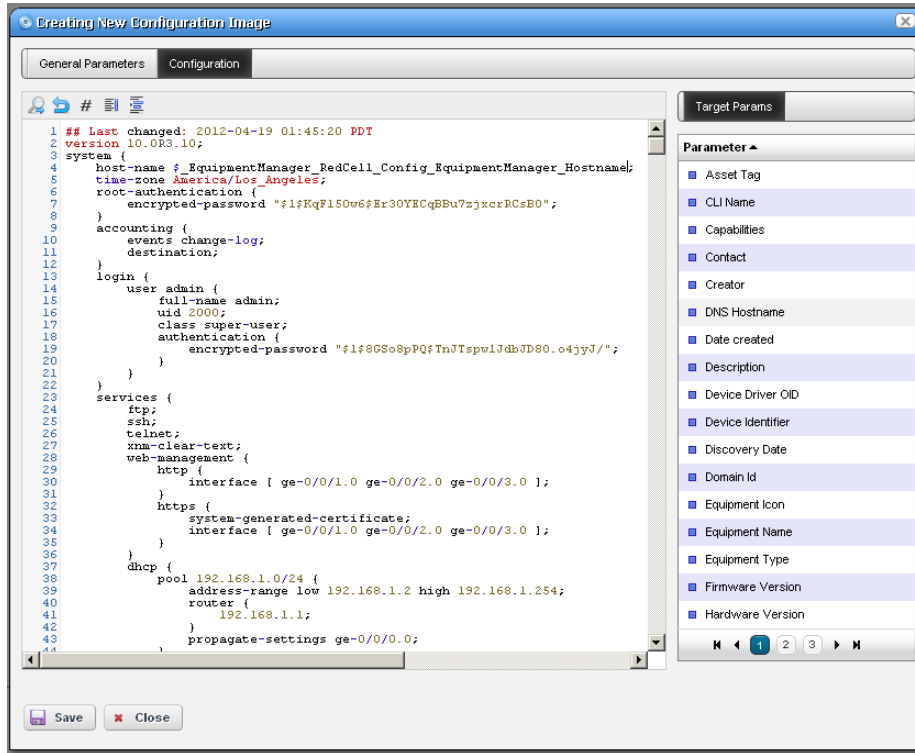 Creating New Configuration Image
General Parameters
Configuration
#
Target Params
1 ## Last changed: 2012-04-19 01:45:20 PDT
2 version 10.0R3.10;
3 system {
4 host-name $_EquipmentManager_RedCell_Config_EquipmentManager_Hostname;
5 time-zone America/Los_Angeles;
6 root-authentication {
7 encrypted-password "$1$KqFl50w6$Er30YECqBBu7zjxcrRCsB0";
8 }
9 accounting {
10 events change-log;
11 destination;
12 }
13 login {
14 user admin {
15 full-name admin;
16 uid 2000;
17 class super-user;
18 authentication {
19 encrypted-password "$1$8GSo8pPQ$TnJTspwlJdbJD80.o4jyJ/";
20 }
21 }
22 }
23 services {
24 ftp;
25 ssh;
26 telnet;
27 xnm-clear-text;
28 web-management {
29 http {
30 interface [ ge-0/0/1.0 ge-0/0/2.0 ge-0/0/3.0 ];
31 }
32 https {
33 system-generated-certificate;
34 interface [ ge-0/0/1.0 ge-0/0/2.0 ge-0/0/3.0 ];
35 }
36 }
37 dhcp {
38 pool 192.168.1.0/24 {
39 address-range low 192.168.1.2 high 192.168.1.254;
40 router {
41 192.168.1.1;
42 }
43 propagate-settings ge-0/0/0.0;
44 }
Parameter
Asset Tag
CLI Name
Capabilities
Contact
Creator
DNS Hostname
Date created
Description
Device Driver OID
Device Identifier
Discovery Date
Domain Id
Equipment Icon
Equipment Name
Equipment Type
Firmware Version
Hardware Version
1 2 3
Save
Close